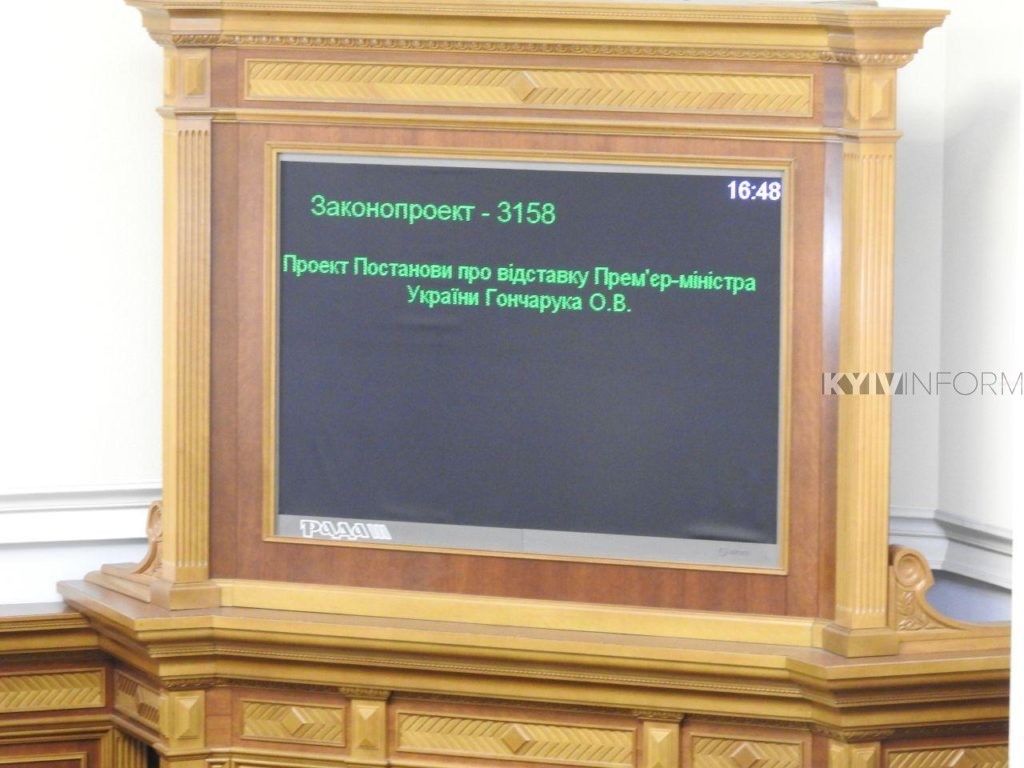 16:48
Законопроект - 3158
Проект Постанови про відставку Прем'єр-міністра
України Гончарука О.В.
KYIVINFORM
РАДА